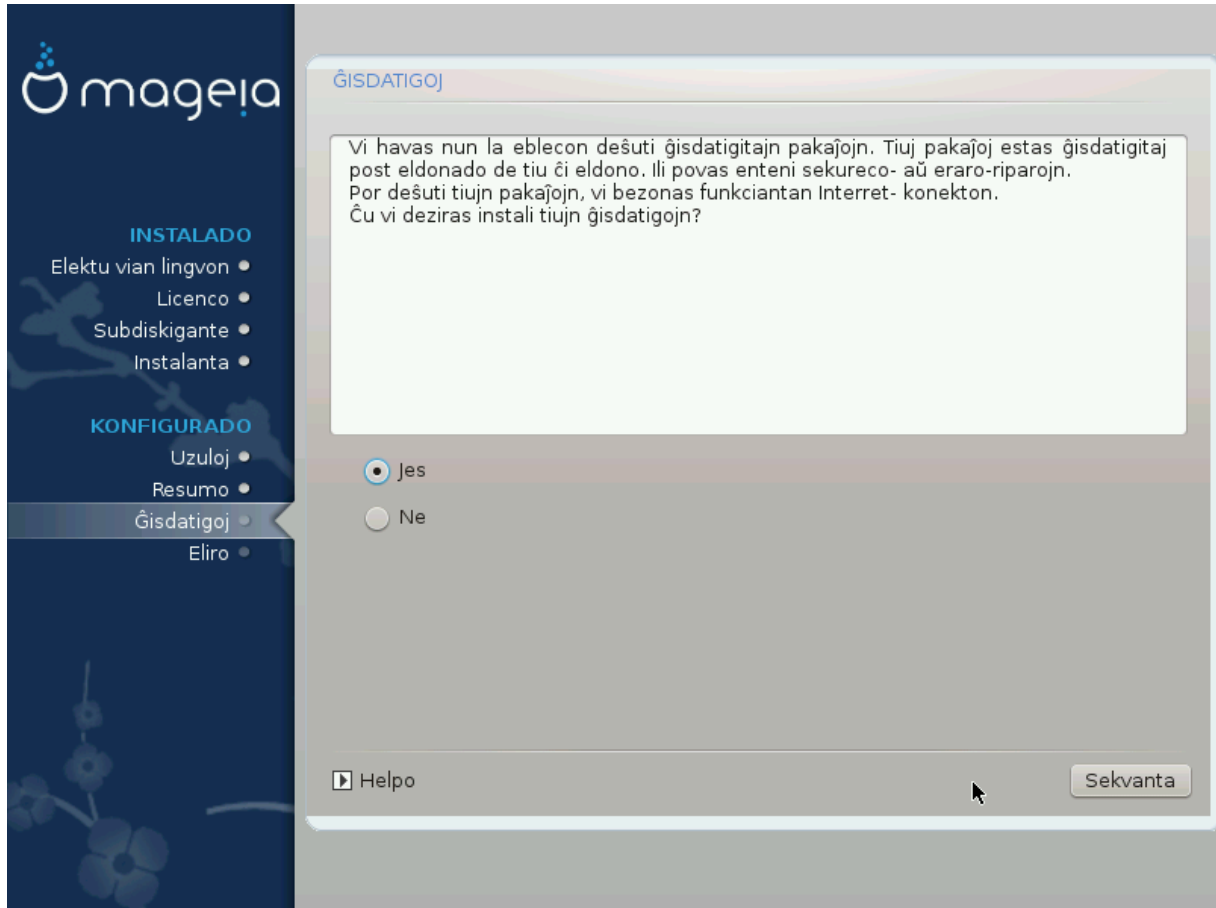 mageia
INSTALADO
Elektu vian lingvon
Licenco
Subdiskigante
Instalanta
KONFIGURADO
Uzuloj
Resumo
Ĝisdatigoj
Eliro
ĜISDATIGOJ
Vi havas nun la eblecon deŝuti ĝisdatigitajn pakaĵojn. Tiuj pakaĵoj estas ĝisdatigitaj
post eldonado de tiu ĉi eldono. Ili povas enteni sekureco- aŭ eraro-riparojn.
Por deŝuti tiujn pakaĵojn, vi bezonas funkciantan Interret- konekton.
Ĉu vi deziras instali tiujn ĝisdatigojn?
Jes
Ne
Helpo
Sekvanta